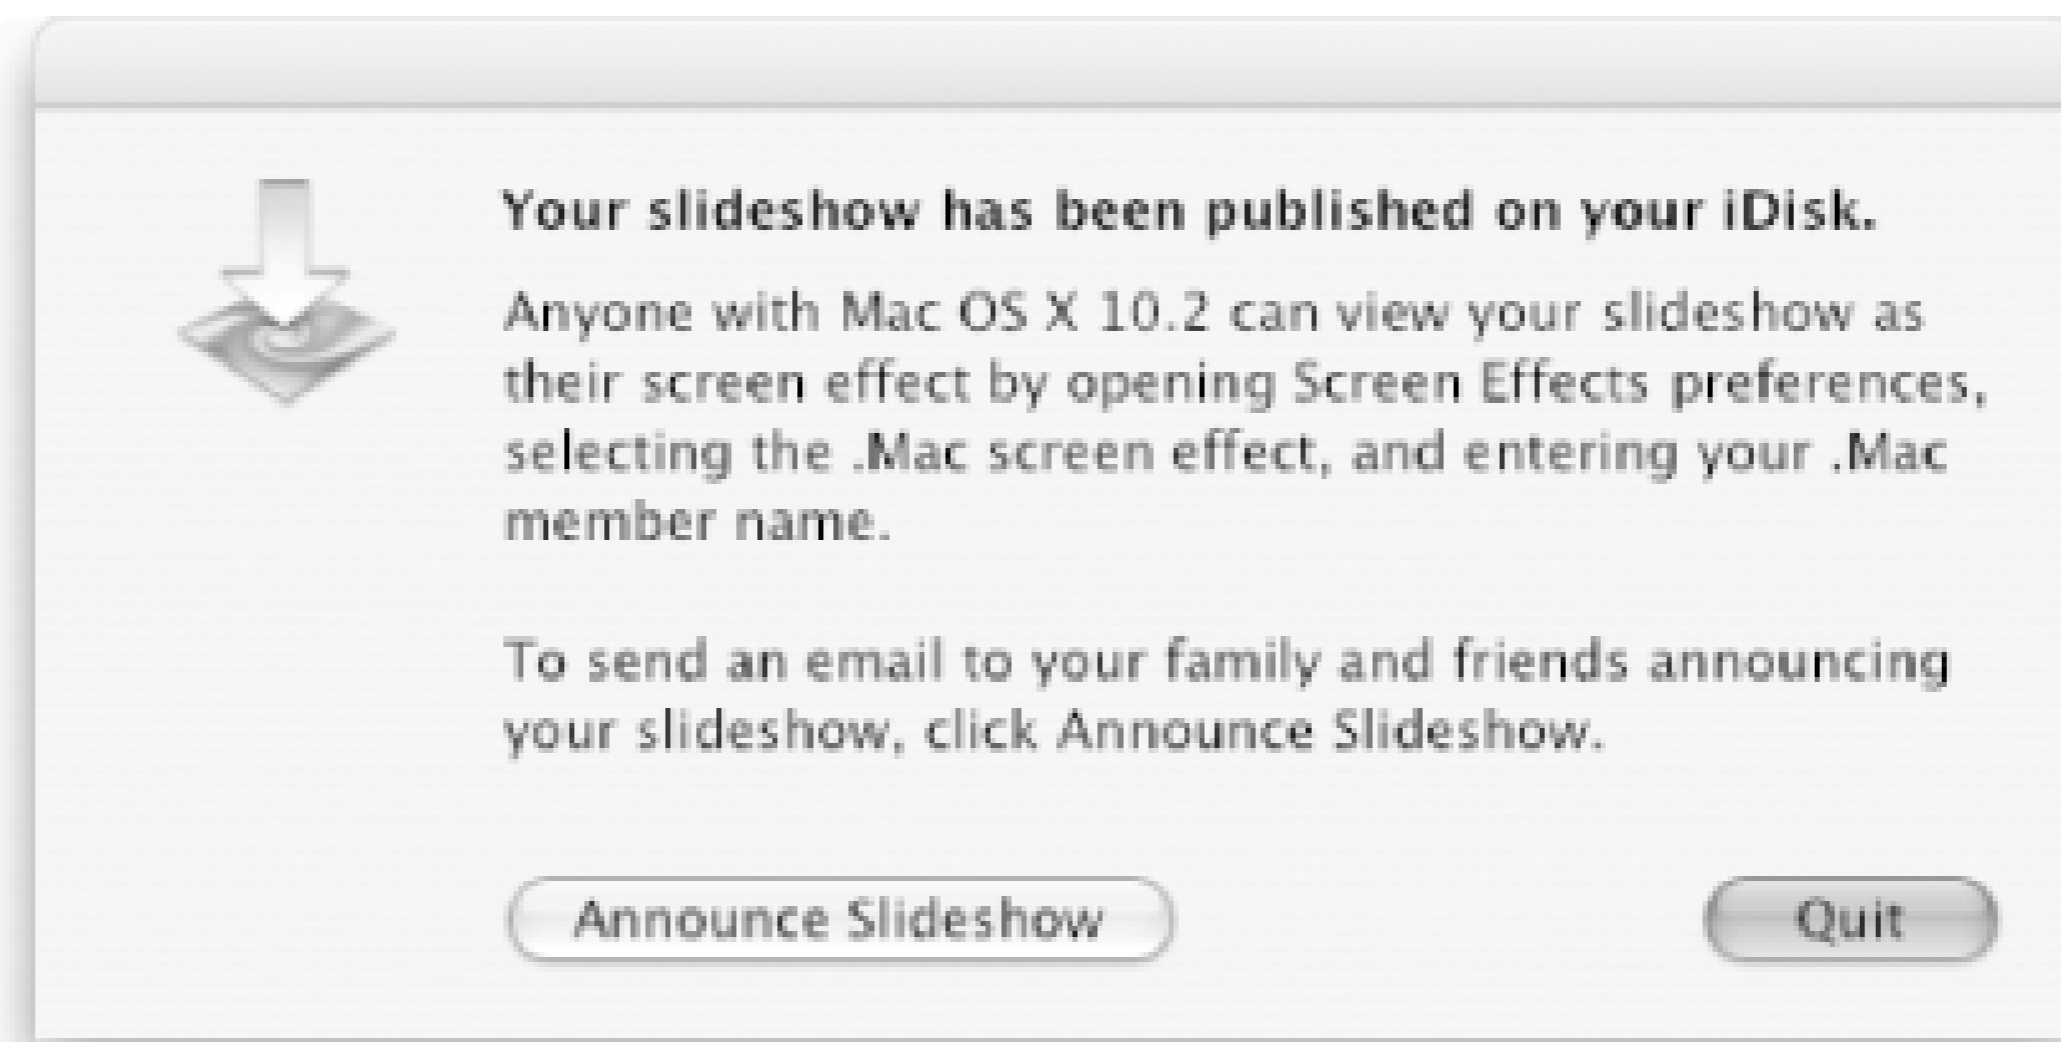 Your slideshow has been published on your iDisk.
Anyone with Mac OS X 10.2 can view your slideshow as
their screen effect by opening Screen Effects preferences,
selecting the .Mac screen effect, and entering your .Mac
member name.
To send an email to your family and friends announcing
your slideshow, click Announce Slideshow.
Announce Slideshow
Quit